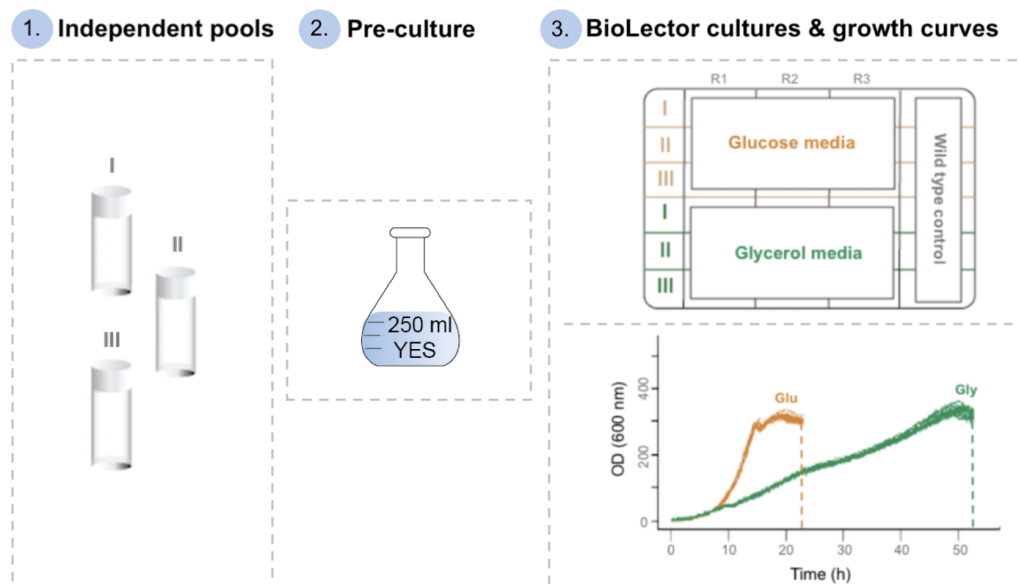 1. Independent pools
2. Pre-culture
3. BioLector cultures & growth curves
I
II
III
250 ml
YES
R1 R2 R3
I
II
III
I
II
III
Glucose media
Glycerol media
Wild type control
OD (600 nm)
400
200
0
Glu
Gly
0 10 20 30 40 50
Time (h)